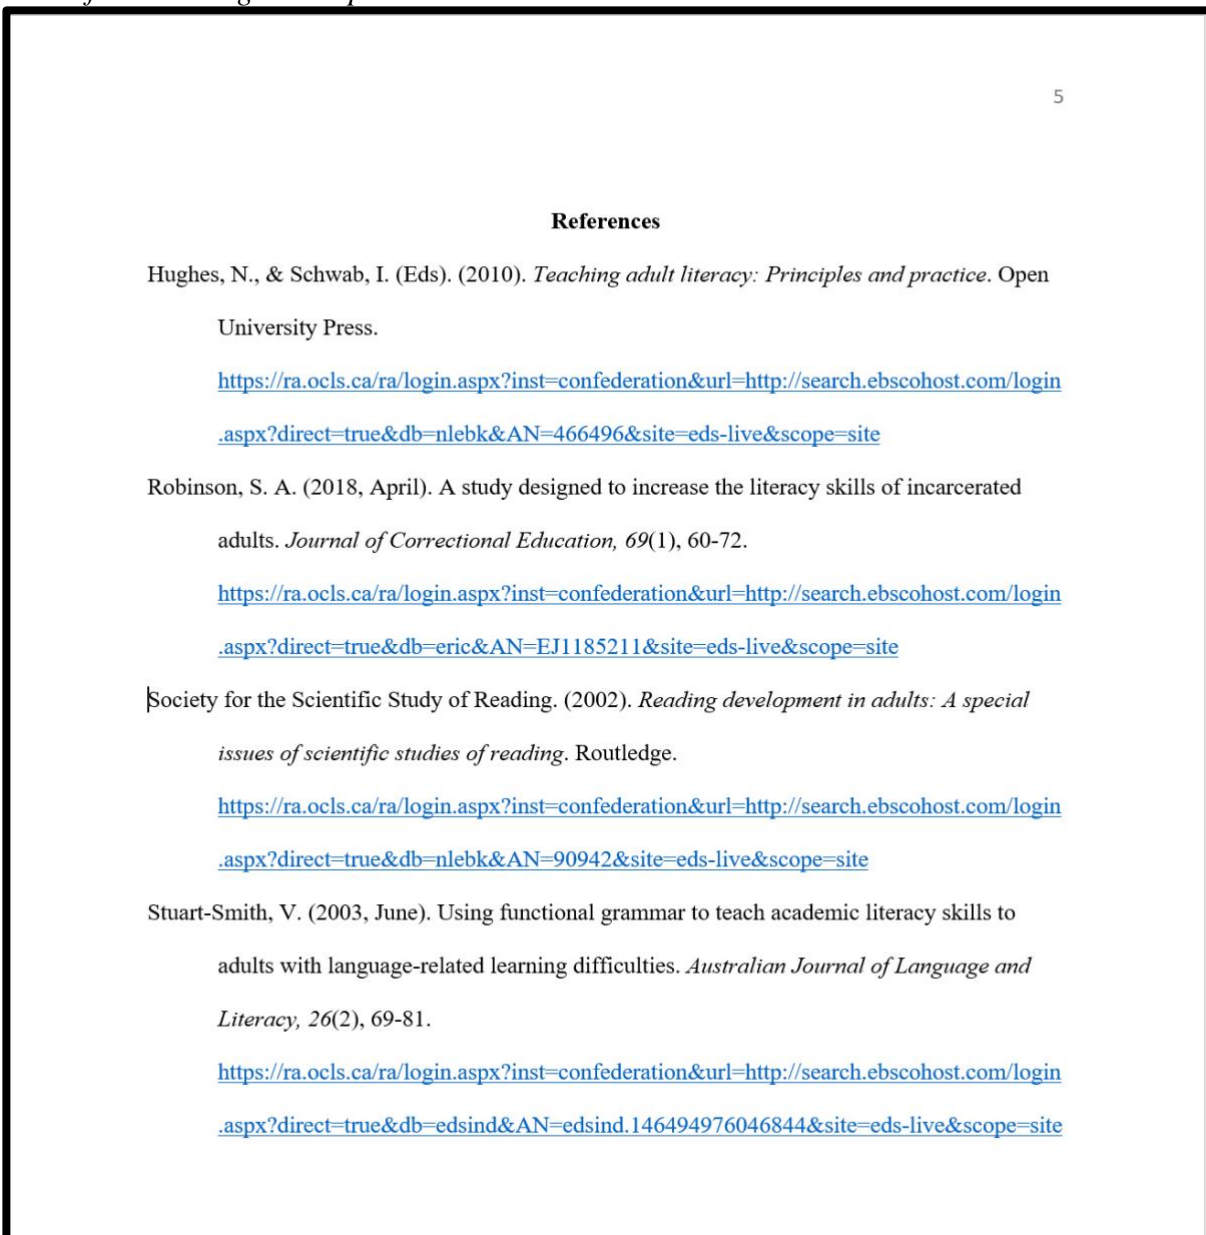 5
References
Hughes, N., & Schwab, I. (Eds). (2010). Teaching adult literacy: Principles and practice. Open
University Press.
https://ra.ocls.ca/ra/login.aspx?inst=confederation&url=http://search.ebscohost.com/login
.aspx?direct=true&db=nlebk&AN=466496&site=eds-live&scope=site
Robinson, S. A. (2018, April). A study designed to increase the literacy skills of incarcerated
adults. Journal of Correctional Education, 69(1), 60-72.
https://ra.ocls.ca/ra/login.aspx?inst=confederation&url=http://search.ebscohost.com/login
.aspx?direct=true&db=eric&AN=EJ1185211&site=eds-live&scope=site
Society for the Scientific Study of Reading. (2002). Reading development in adults: A special
issues of scientific studies of reading. Routledge.
https://ra.ocls.ca/ra/login.aspx?inst=confederation&url=http://search.ebscohost.com/login
.aspx?direct=true&db=nlebk&AN=90942&site=eds-live&scope=site
Stuart-Smith, V. (2003, June). Using functional grammar to teach academic literacy skills to
adults with language-related learning difficulties. Australian Journal of Language and
Literacy, 26(2), 69-81.
https://ra.ocls.ca/ra/login.aspx?inst=confederation&url=http://search.ebscohost.com/login
.aspx?direct=true&db=edsind&AN=edsind.146494976046844&site=eds-live&scope=site